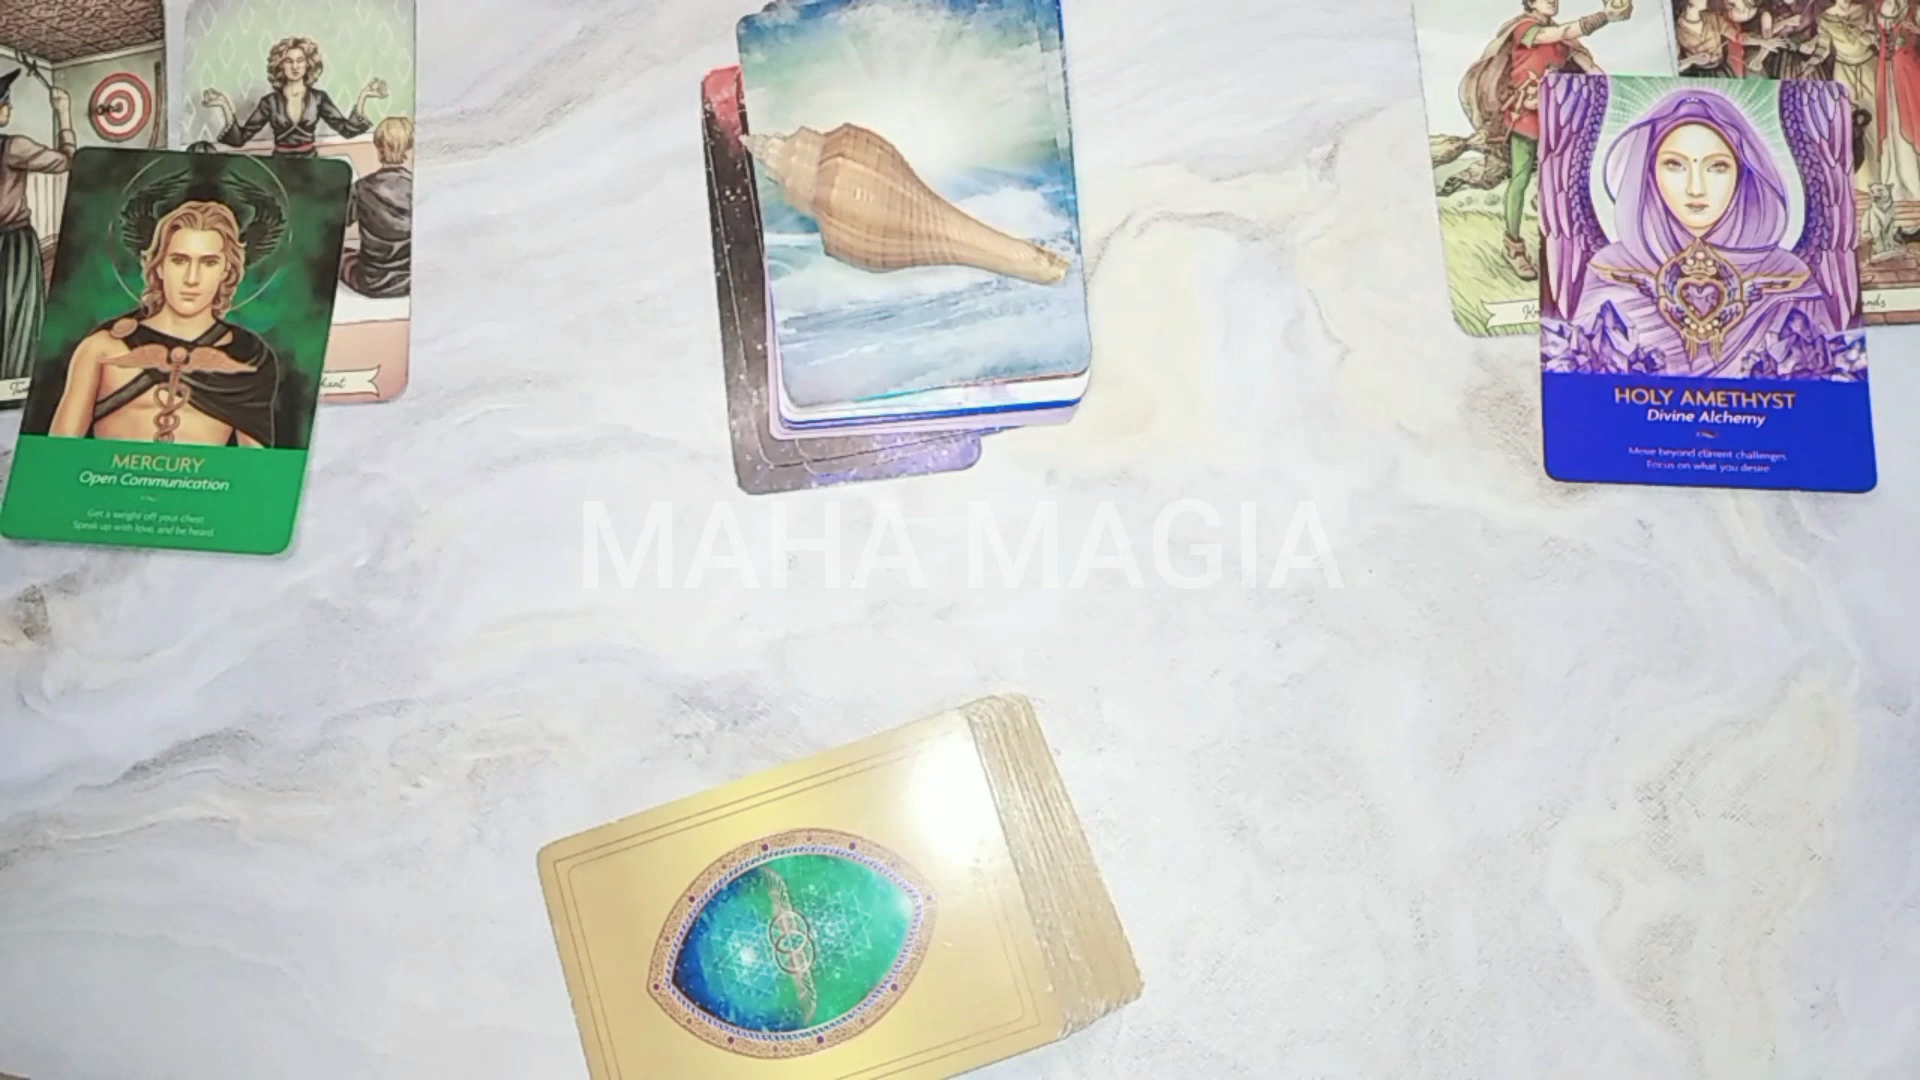 MERCURY
Open Communication
Get a weight off your chest
Speak up with love, and be heard
MAHA MAGIA
HOLY AMETHYST
Divine Alchemy
Move beyond current challenges
Focus on what you desire